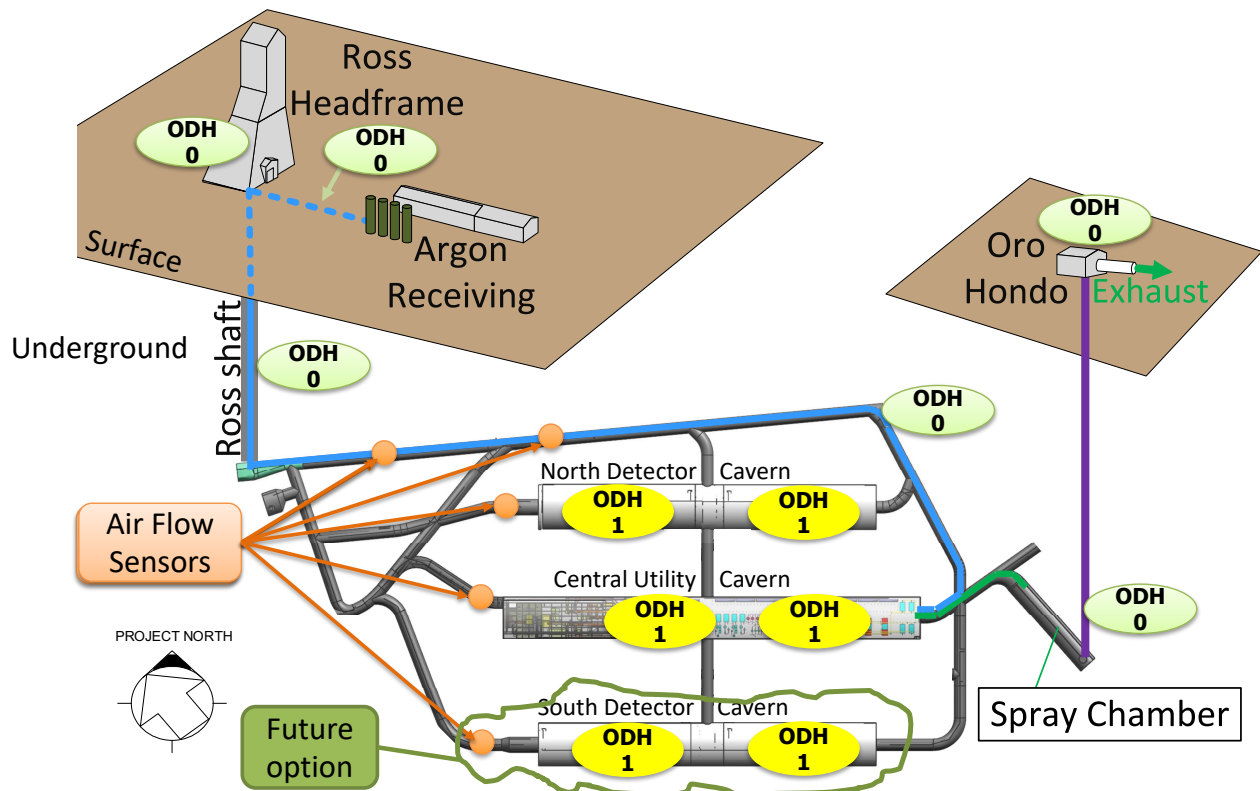 Ross
Headframe
ODH
0
ODH
0
Surface
Argon
Receiving
ODH
0
Oro
Hondo
Exhaust
Underground
Ross shaft
ODH
0
ODH
0
Air Flow
Sensors
North Detector Cavern
ODH
1
ODH
1
Central Utility Cavern
ODH
1
ODH
1
ODH
0
PROJECT NORTH
South Detector Cavern
ODH
1
ODH
1
Future
option
Spray Chamber